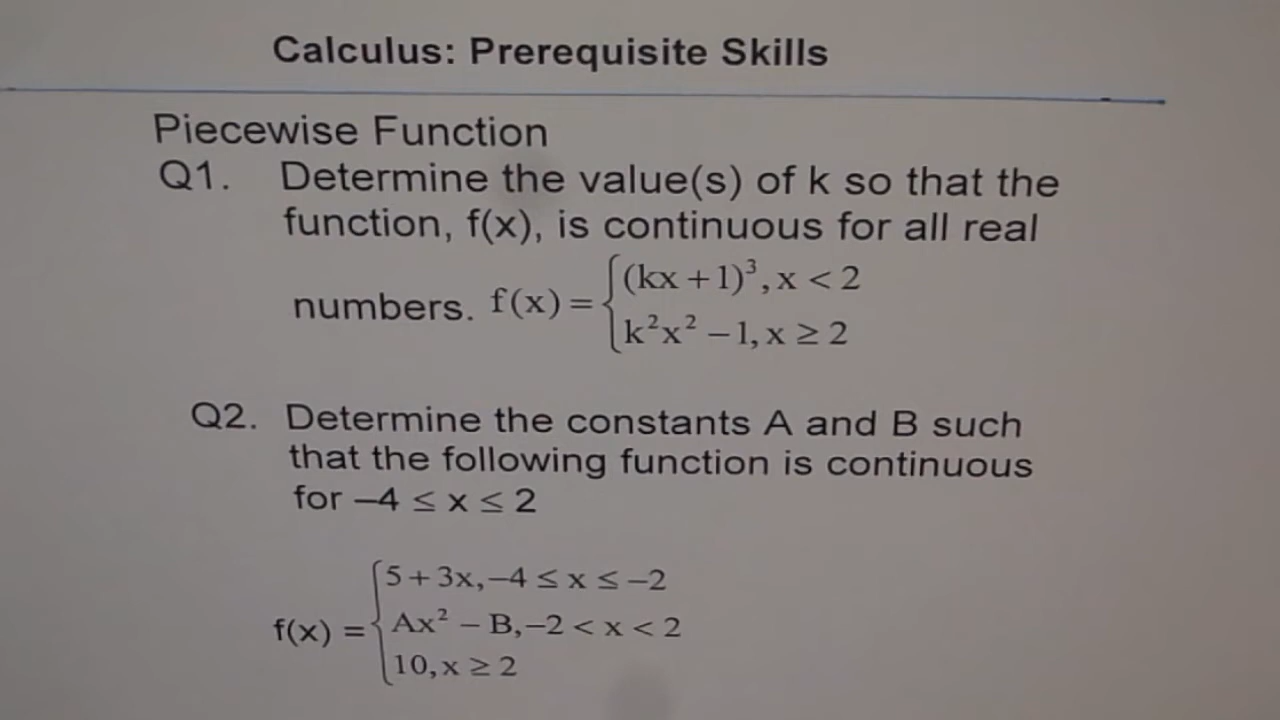 Calculus: Prerequisite Skills
Piecewise Function
Q1. Determine the value(s) of k so that the
function, f(x), is continuous for all real
numbers. f(x) = { (kx + 1)³, x < 2
k²x² – 1, x ≥ 2
Q2. Determine the constants A and B such
that the following function is continuous
for –4 ≤ x ≤ 2
f(x) = { 5 + 3x, –4 ≤ x ≤ –2
Ax² – B, –2 < x < 2
10, x ≥ 2